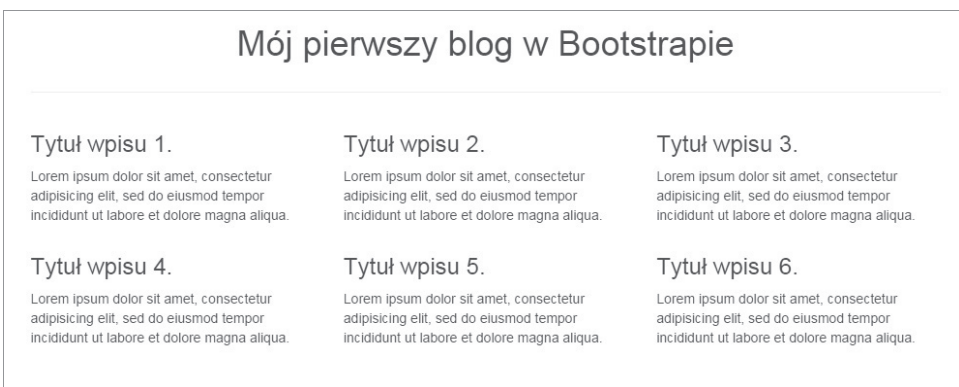 Mój pierwszy blog w Bootstrapie
Tytuł wpisu 1.
Lorem ipsum dolor sit amet, consectetur
adipisicing elit, sed do eiusmod tempor
incididunt ut labore et dolore magna aliqua.
Tytuł wpisu 2.
Lorem ipsum dolor sit amet, consectetur
adipisicing elit, sed do eiusmod tempor
incididunt ut labore et dolore magna aliqua.
Tytuł wpisu 3.
Lorem ipsum dolor sit amet, consectetur
adipisicing elit, sed do eiusmod tempor
incididunt ut labore et dolore magna aliqua.
Tytuł wpisu 4.
Lorem ipsum dolor sit amet, consectetur
adipisicing elit, sed do eiusmod tempor
incididunt ut labore et dolore magna aliqua.
Tytuł wpisu 5.
Lorem ipsum dolor sit amet, consectetur
adipisicing elit, sed do eiusmod tempor
incididunt ut labore et dolore magna aliqua.
Tytuł wpisu 6.
Lorem ipsum dolor sit amet, consectetur
adipisicing elit, sed do eiusmod tempor
incididunt ut labore et dolore magna aliqua.